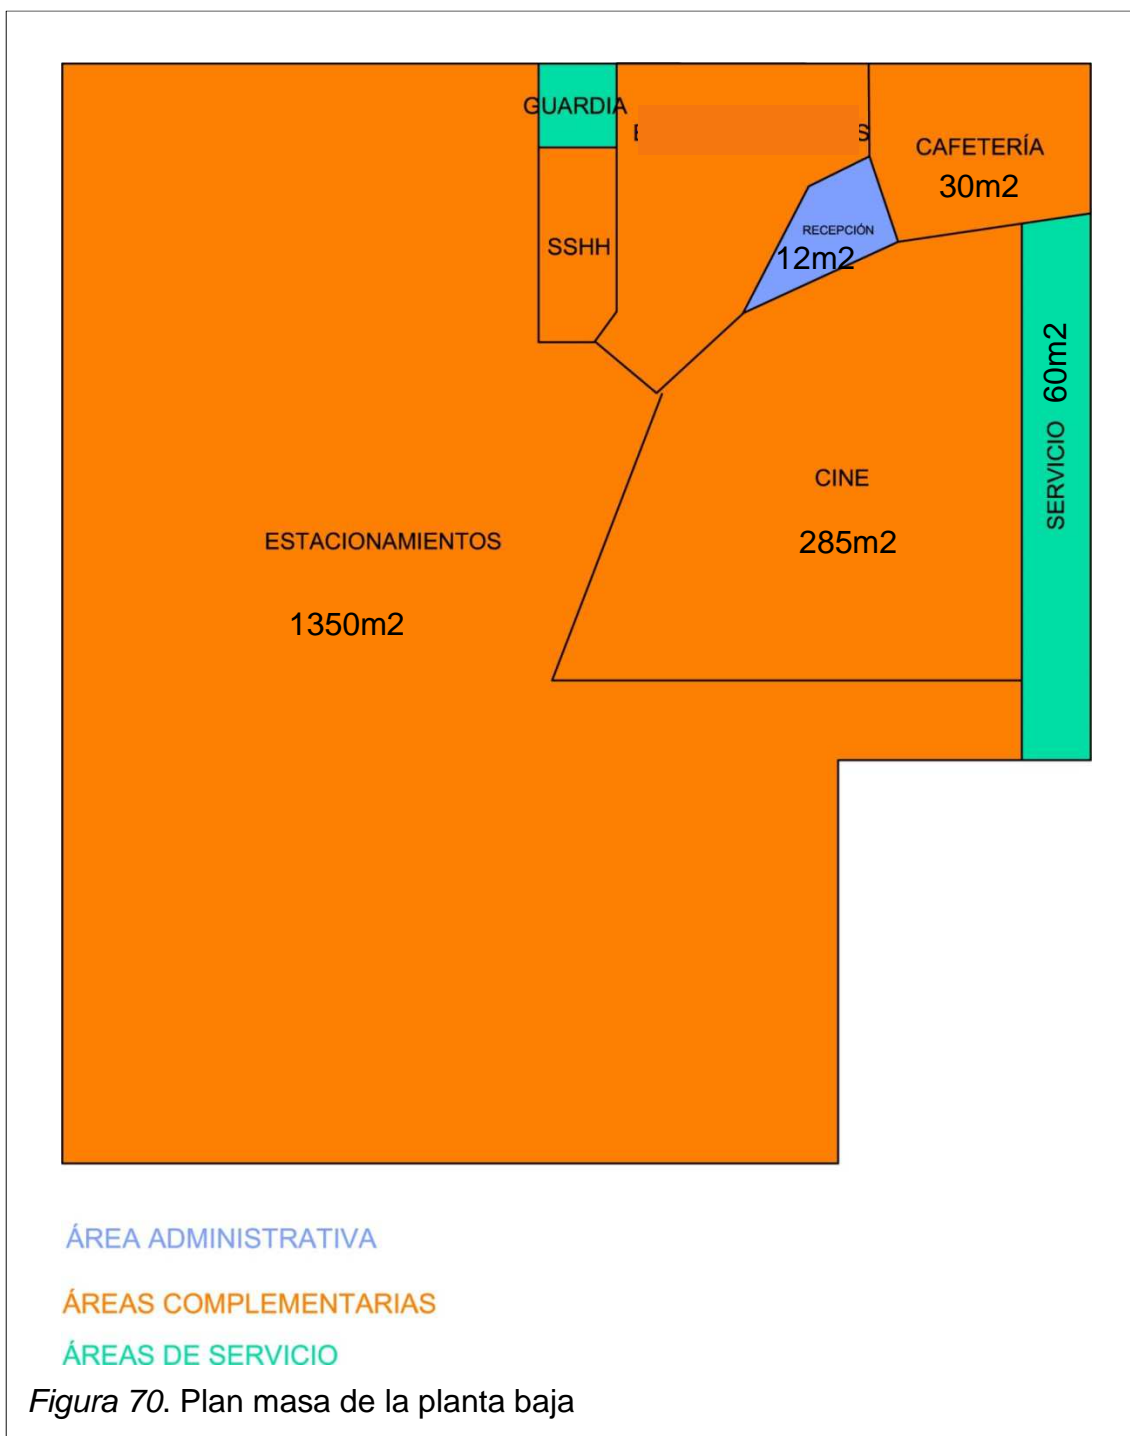 GUARDIA
CAFETERÍA
30m2
RECEPCIÓN
12m2
SSHH
SERVICIO 60m2
CINE
285m2
ESTACIONAMIENTOS
1350m2
ÁREA ADMINISTRATIVA
ÁREAS COMPLEMENTARIAS
ÁREAS DE SERVICIO
Figura 70. Plan masa de la planta baja